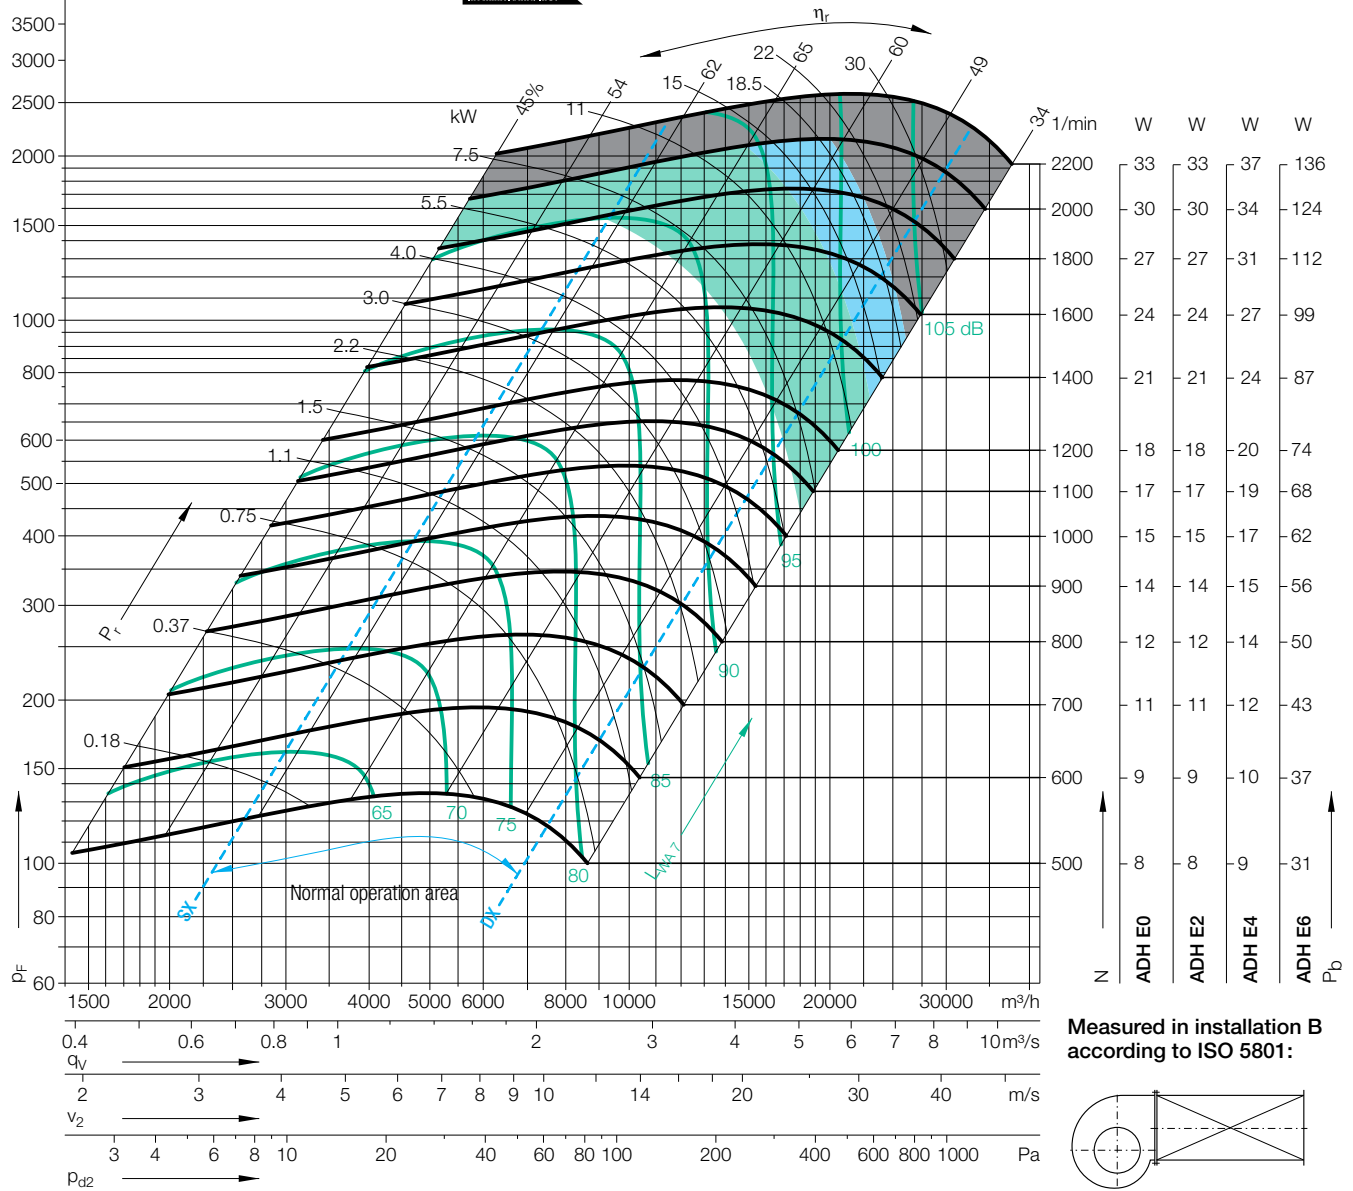 η_r
3500
3000
2500
2000
1500
1000
800
600
500
400
300
200
150
100
80
60
p_F
kW
45%
54
62
65
60
49
34
22
30
15
18.5
11
7.5
5.5
4.0
3.0
2.2
1.5
1.1
0.75
0.37
0.18
P_r
65
70
75
80
85
90
95
100
105 dB
L_WA 7
SX
DX
Normal operation area
1/min W W W W
2200 33 33 37 136
2000 30 30 34 124
1800 27 27 31 112
1600 24 24 27 99
1400 21 21 24 87
1200 18 18 20 74
1100 17 17 19 68
1000 15 15 17 62
900 14 14 15 56
800 12 12 14 50
700 11 11 12 43
600 9 9 10 37
500 8 8 9 31
N ADH E0 ADH E2 ADH E4 ADH E6 P_b
1500 2000 3000 4000 5000 6000 8000 10000 15000 20000 30000 m³/h
0.4 0.6 0.8 1 2 3 4 5 6 7 8 10 m³/s
q_V
2 3 4 5 6 7 8 9 10 14 20 30 40 m/s
v_2
3 4 6 8 10 20 40 60 80 100 200 400 600 800 1000 Pa
p_d2
Measured in installation B
according to ISO 5801: